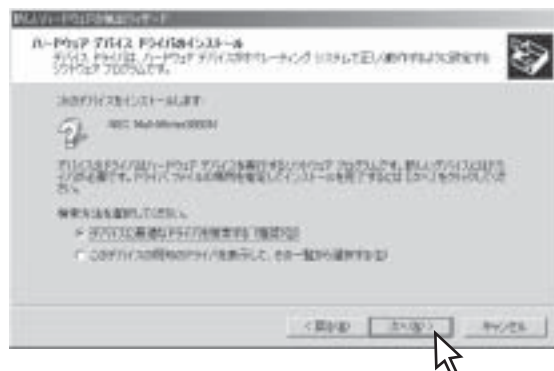 新しいハードウェアの検出ウィザード
ハードウェア デバイス ドライバのインストール
デバイス ドライバは、ハードウェア デバイスがオペレーティング システムで正しく動作するように設定する
ソフトウェア プログラムです。
次のデバイスをインストールします:
デバイスのドライバはハードウェア デバイスを実行するソフトウェア プログラムです。新しいデバイスにはドラ
イバが必要です。ドライバ ファイルの場所を指定してインストールを完了するには [次へ] をクリックしてくだ
さい。
検索方法を選択してください。
デバイスに最適なドライバを検索する (推奨)(S)
このデバイスの既知のドライバを表示して、その一覧から選択する(D)
< 戻る(B)
次へ(N) >
キャンセル